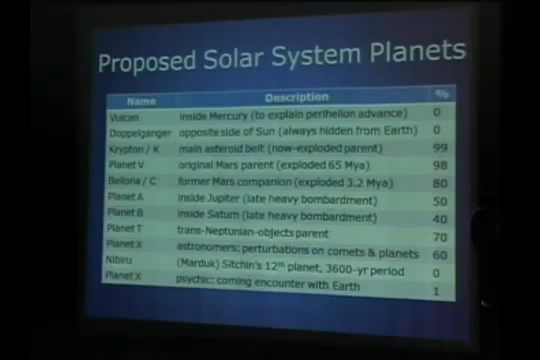 Proposed Solar System Planets
Name Description %
Vulcan inside Mercury (to explain perihelion advance) 0
Doppelganger opposite side of Sun (always hidden from Earth) 0
Krypton / K main asteroid belt (now-exploded parent) 99
Planet V original Mars parent (exploded 65 Mya) 98
Bellona / C former Mars companion (exploded 3.2 Mya) 80
Planet A inside Jupiter (late heavy bombardment) 50
Planet B inside Saturn (late heavy bombardment) 40
Planet T trans-Neptunian-objects parent 70
Planet X astronomers: perturbations on comets & planets 60
Nibiru (Marduk) Sitchin's 12th planet, 3600-yr period 0
Planet X psychic: coming encounter with Earth 1